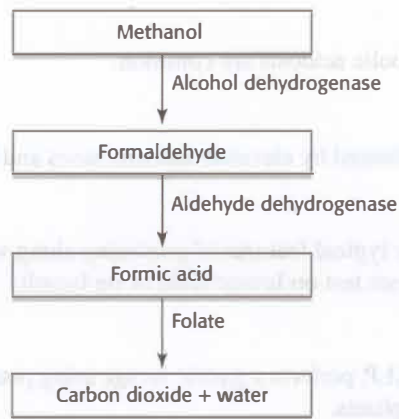 Methanol
Alcohol dehydrogenase
Formaldehyde
Aldehyde dehydrogenase
Formic acid
Folate
Carbon dioxide + water